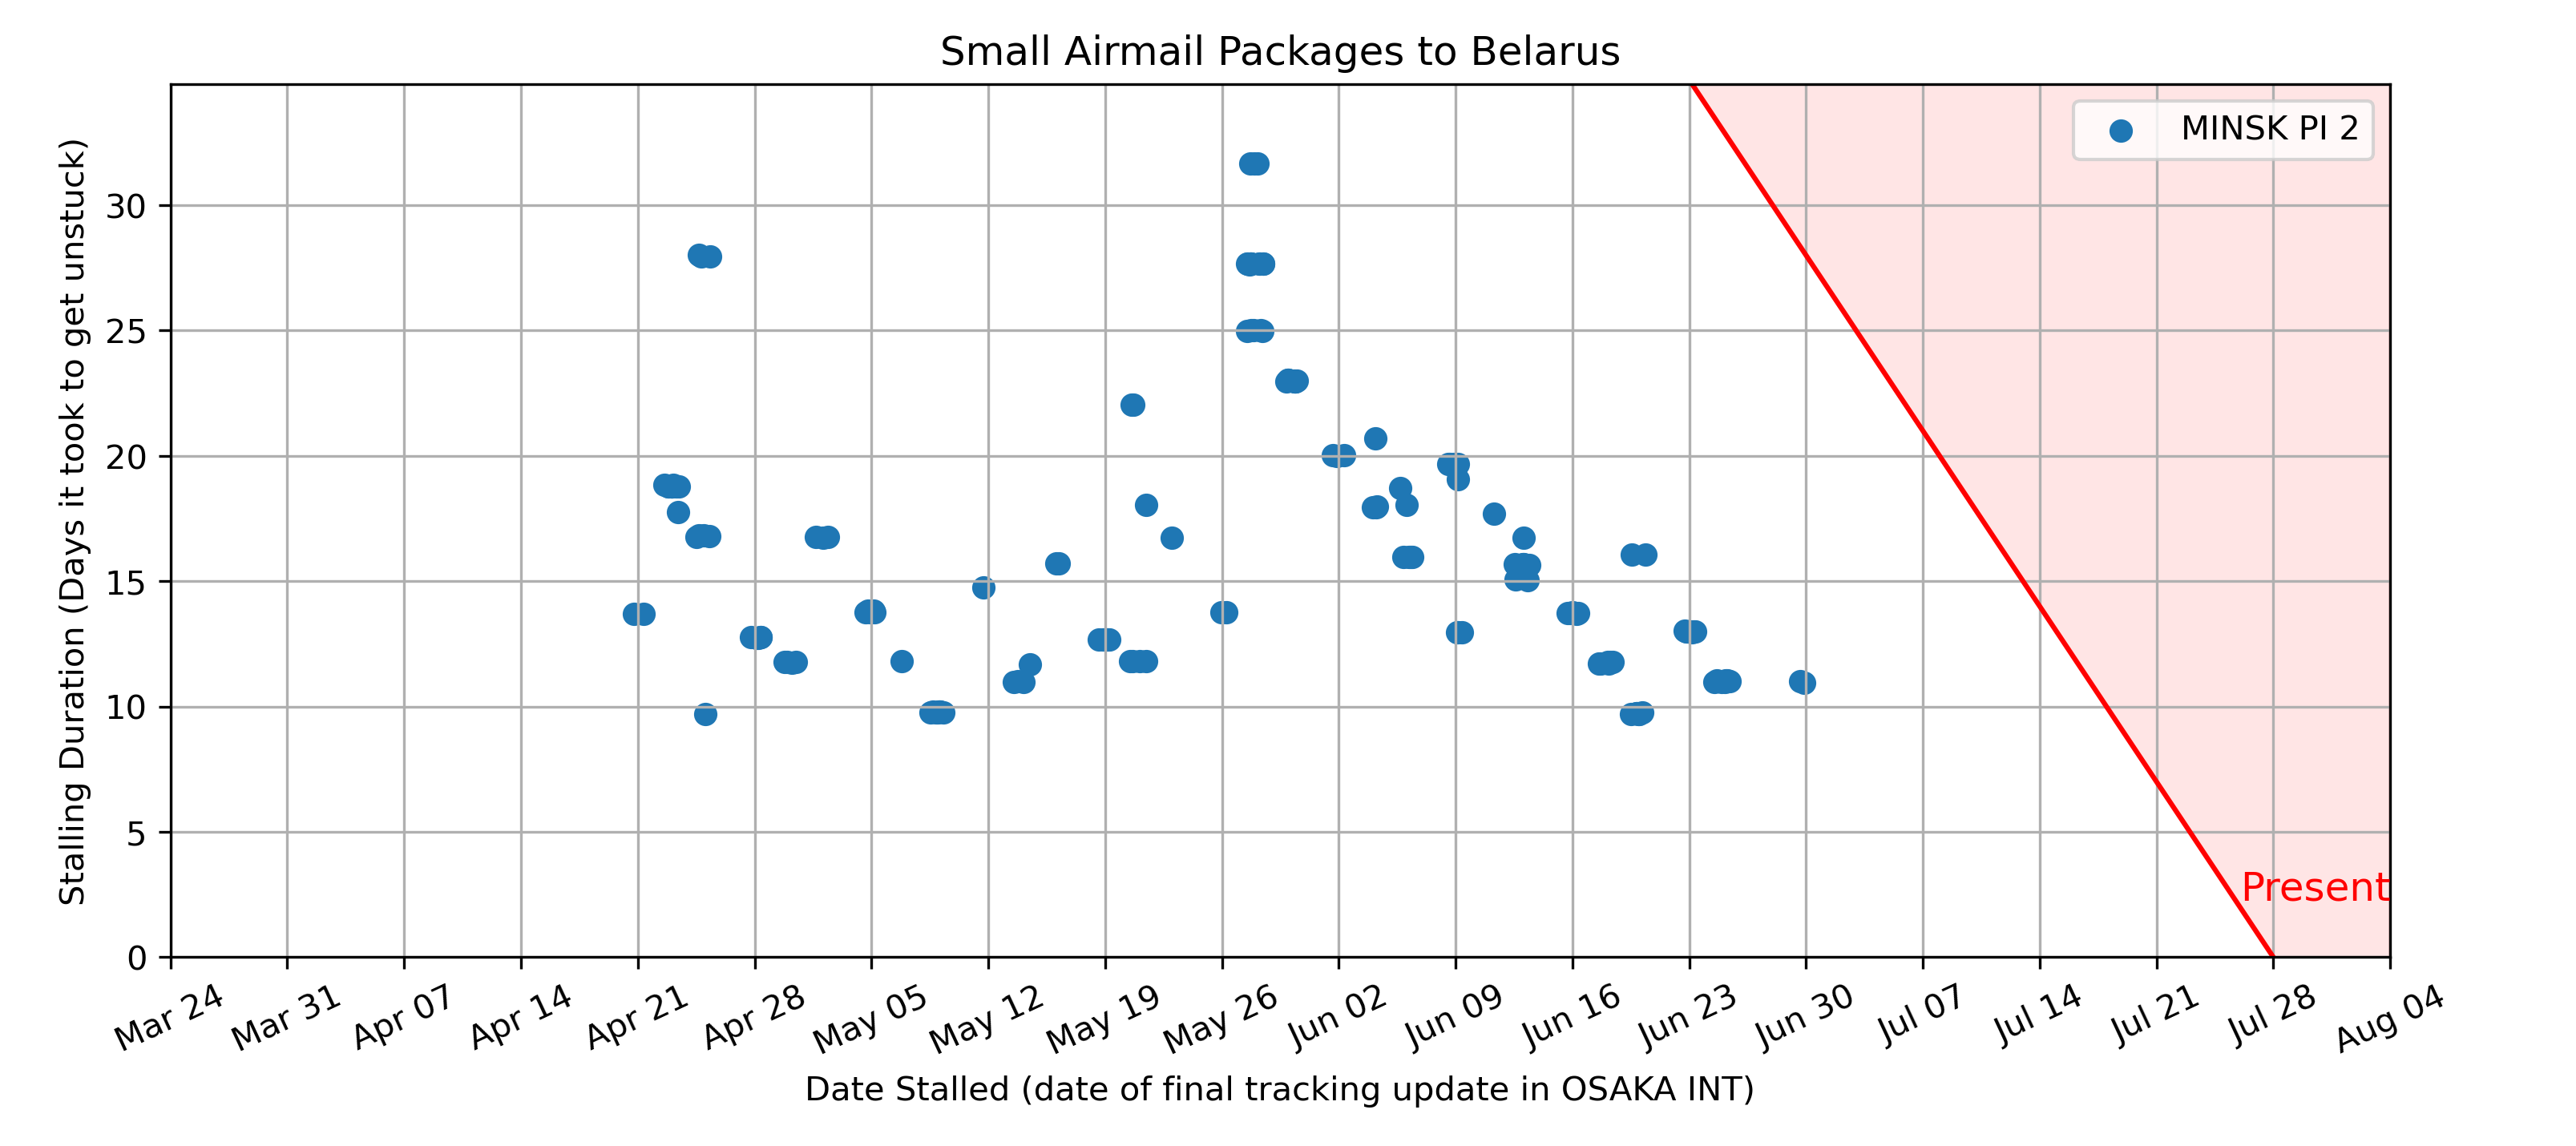 Small Airmail Packages to Belarus
MINSK PI 2
Stalling Duration (Days it took to get unstuck)
30
25
20
15
10
5
0
Present
Mar 24 Mar 31 Apr 07 Apr 14 Apr 21 Apr 28 May 05 May 12 May 19 May 26 Jun 02 Jun 09 Jun 16 Jun 23 Jun 30 Jul 07 Jul 14 Jul 21 Jul 28 Aug 04
Date Stalled (date of final tracking update in OSAKA INT)